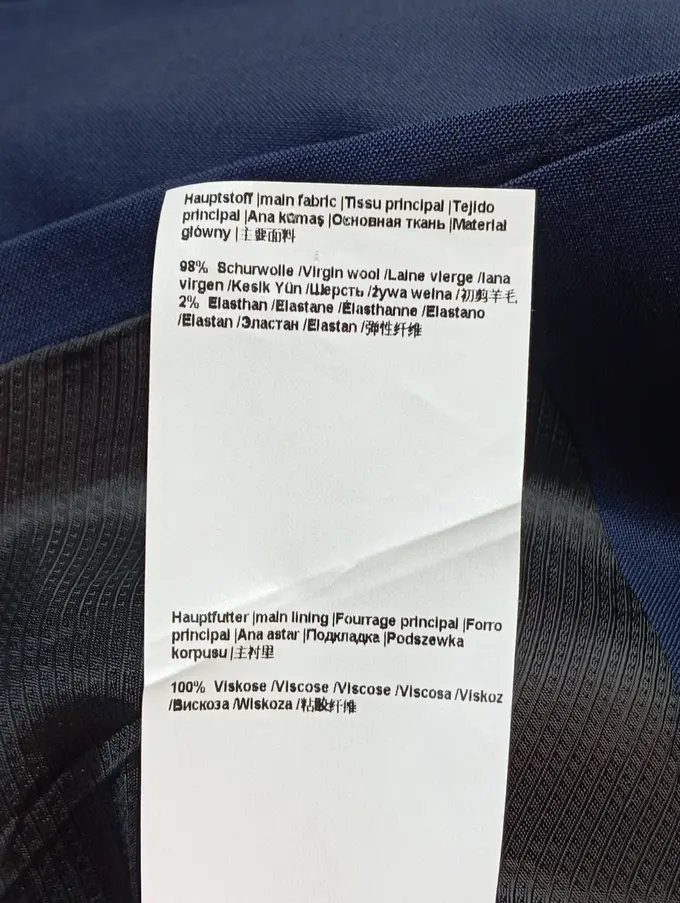 Hauptstoff |main fabric |Tissu principal |Tejido
principal |Ana kumaş |Основная ткань |Material
główny |主要面料
98% Schurwolle /Virgin wool /Laine vierge /lana
virgen /Kesik Yün /Шерсть /żywa wełna /初剪羊毛
2% Elasthan /Elastane /Élasthanne /Elastano
/Elastan /Эластан /Elastan /弹性纤维
Hauptfutter |main lining |Fourrage principal |Forro
principal |Ana astar |Подкладка |Podszewka
korpusu |主衬里
100% Viskose /Viscose /Viscose /Viscosa /Viskoz
/Вискоза /Wiskoza /粘胶纤维